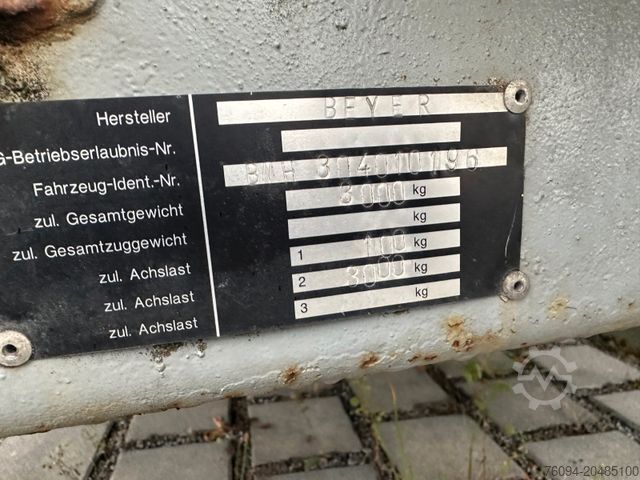 Hersteller BEYER
G-Betriebserlaubnis-Nr.
Fahrzeug-Ident.-Nr. BMH 304010196
zul. Gesamtgewicht 3000 kg
zul. Gesamtzuggewicht kg
zul. Achslast 1 100 kg
zul. Achslast 2 3000 kg
zul. Achslast 3 kg
76094-20485100